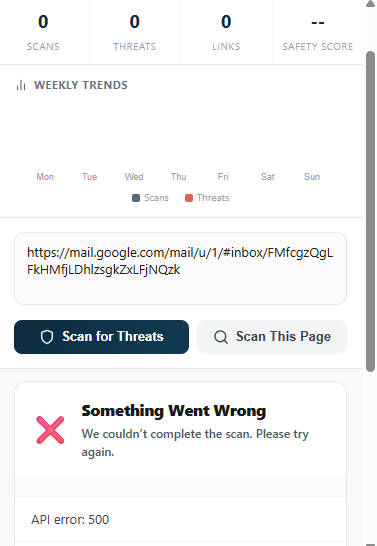 0 0 0 --
SCANS THREATS LINKS SAFETY SCORE
WEEKLY TRENDS
Mon Tue Wed Thu Fri Sat Sun
Scans Threats
https://mail.google.com/mail/u/1/#inbox/FMfcgzQgL
FkHMfjLDhlzsgkZxLFjNQzk
Scan for Threats Scan This Page
Something Went Wrong
We couldn’t complete the scan. Please try
again.
API error: 500